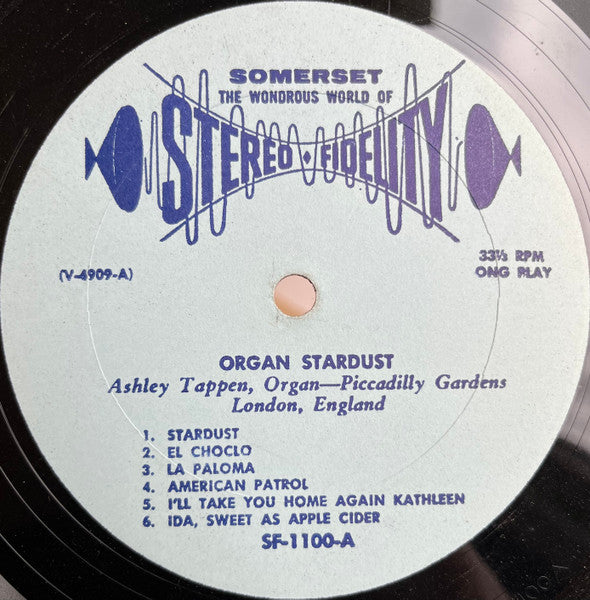 SOMERSET
THE WONDROUS WORLD OF
STEREO • FIDELITY
(V-4909-A)
33⅓ RPM
ONG PLAY
ORGAN STARDUST
Ashley Tappen, Organ—Piccadilly Gardens
London, England
1. STARDUST
2. EL CHOCLO
3. LA PALOMA
4. AMERICAN PATROL
5. I'LL TAKE YOU HOME AGAIN KATHLEEN
6. IDA, SWEET AS APPLE CIDER
SF-1100-A